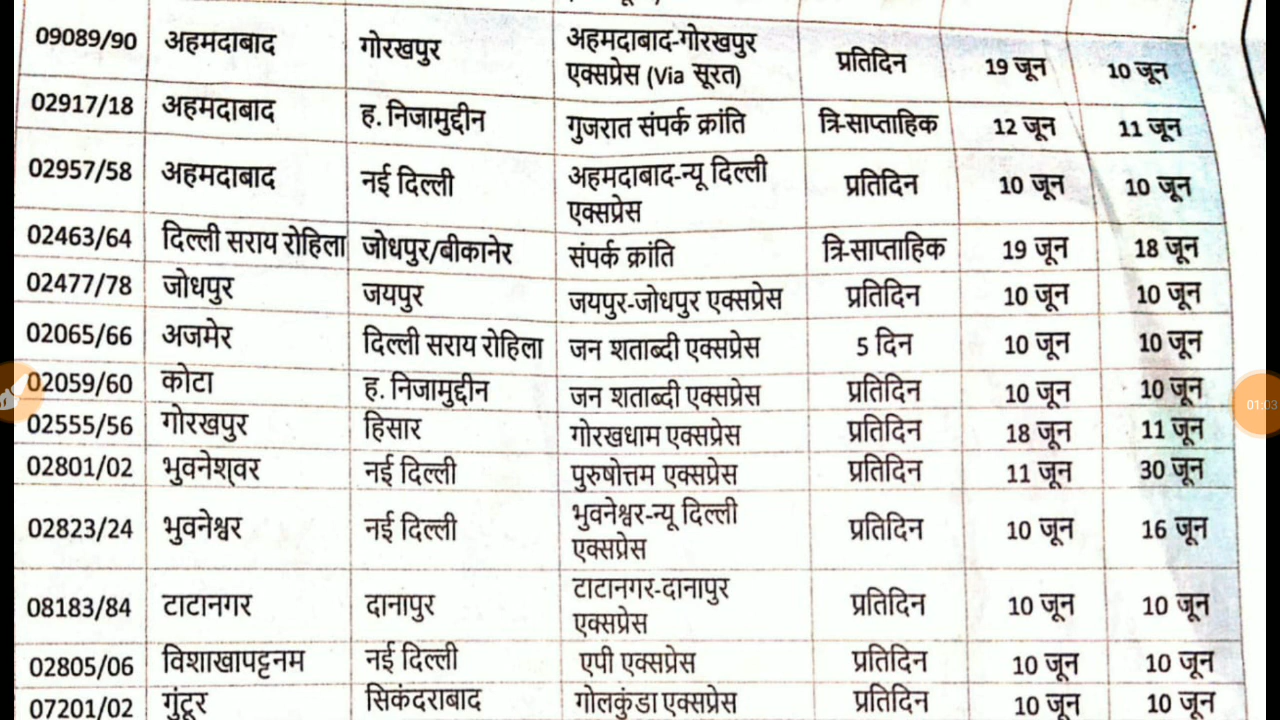 09089/90 अहमदाबाद गोरखपुर अहमदाबाद-गोरखपुर एक्सप्रेस (Via सूरत) प्रतिदिन 19 जून 10 जून
02917/18 अहमदाबाद ह. निजामुद्दीन गुजरात संपर्क क्रांति त्रि-साप्ताहिक 12 जून 11 जून
02957/58 अहमदाबाद नई दिल्ली अहमदाबाद-न्यू दिल्ली एक्सप्रेस प्रतिदिन 10 जून 10 जून
02463/64 दिल्ली सराय रोहिला जोधपुर/बीकानेर संपर्क क्रांति त्रि-साप्ताहिक 19 जून 18 जून
02477/78 जोधपुर जयपुर जयपुर-जोधपुर एक्सप्रेस प्रतिदिन 10 जून 10 जून
02065/66 अजमेर दिल्ली सराय रोहिला जन शताब्दी एक्सप्रेस 5 दिन 10 जून 10 जून
02059/60 कोटा ह. निजामुद्दीन जन शताब्दी एक्सप्रेस प्रतिदिन 10 जून 10 जून
01:03
02555/56 गोरखपुर हिसार गोरखधाम एक्सप्रेस प्रतिदिन 18 जून 11 जून
02801/02 भुवनेश्‌वर नई दिल्ली पुरुषोत्तम एक्सप्रेस प्रतिदिन 11 जून 30 जून
02823/24 भुवनेश्वर नई दिल्ली भुवनेश्वर-न्यू दिल्ली एक्सप्रेस प्रतिदिन 10 जून 16 जून
08183/84 टाटानगर दानापुर टाटानगर-दानापुर एक्सप्रेस प्रतिदिन 10 जून 10 जून
02805/06 विशाखापट्टनम नई दिल्ली एपी एक्सप्रेस प्रतिदिन 10 जून 10 जून
07201/02 गुंटूर सिकंदराबाद गोलकुंडा एक्सप्रेस प्रतिदिन 10 जून 10 जून